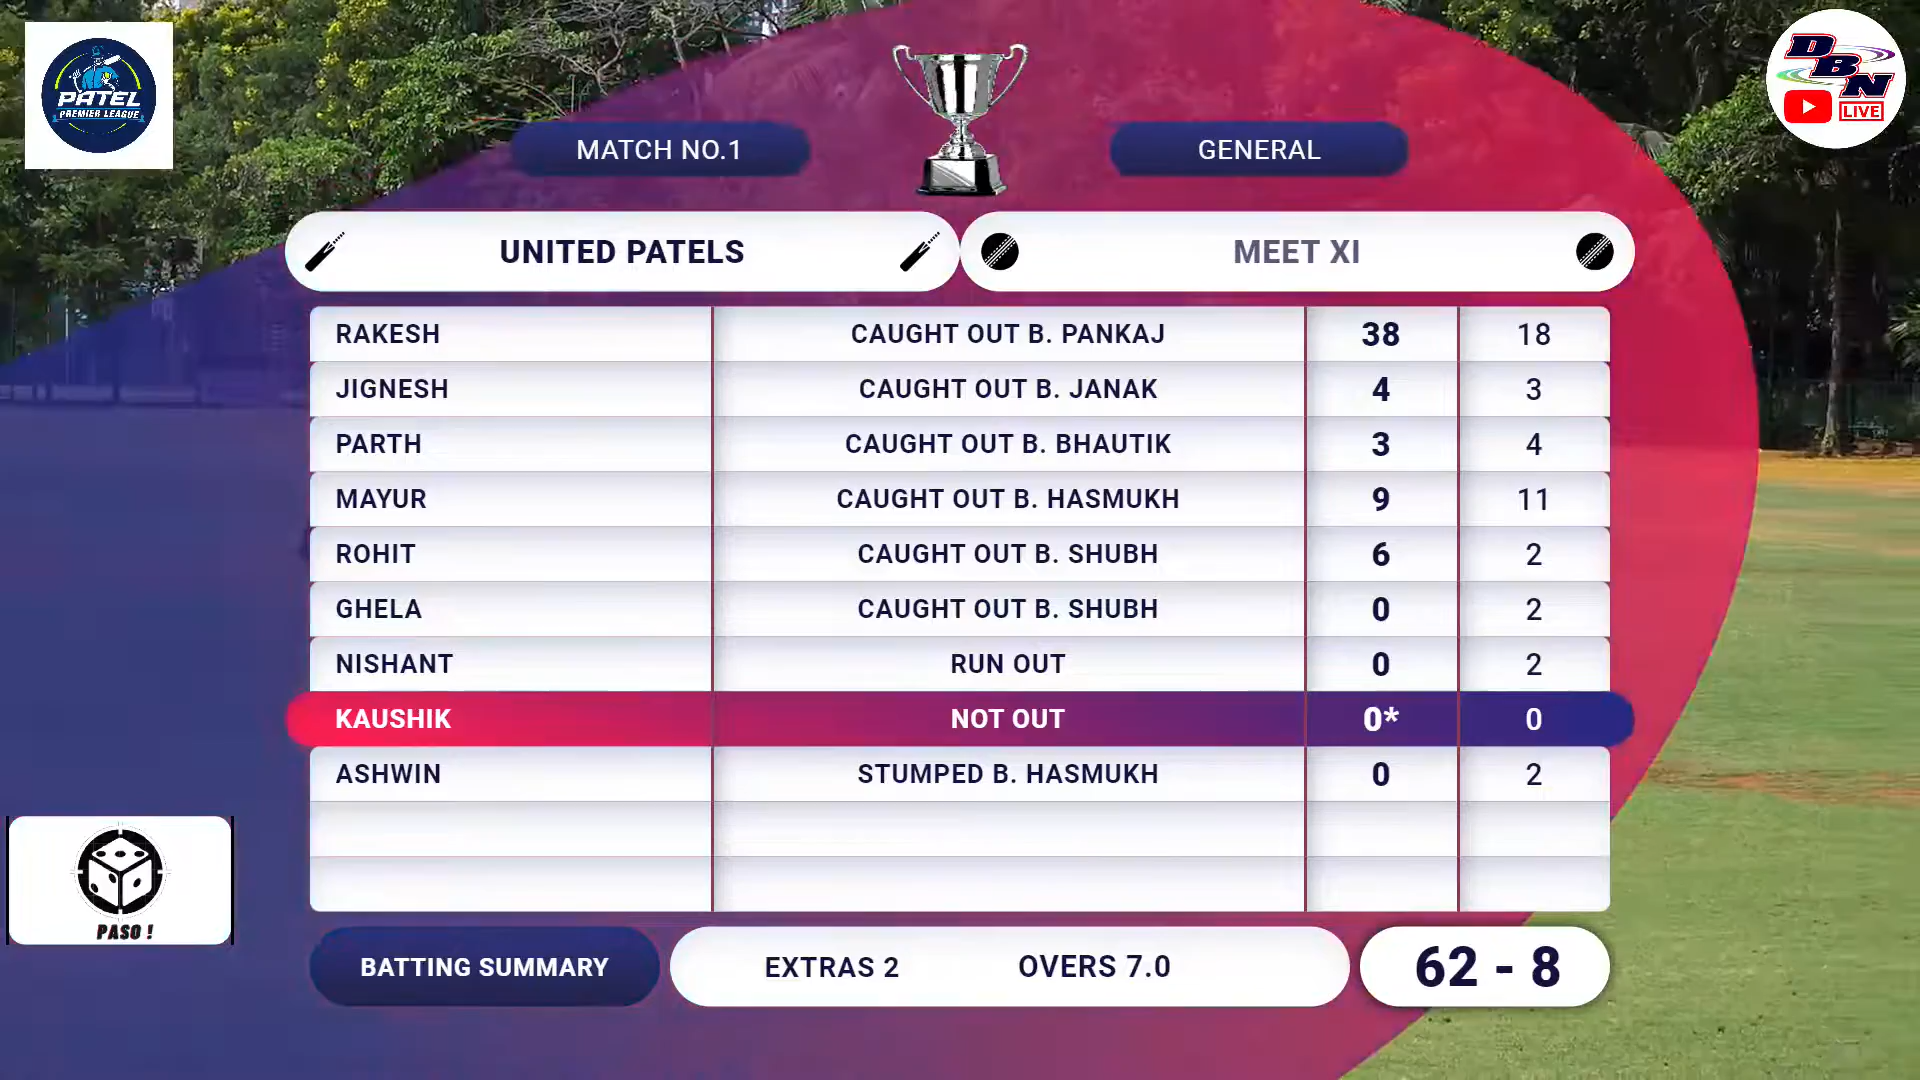 PATEL
PREMIER LEAGUE
DBN
LIVE
MATCH NO.1
GENERAL
UNITED PATELS
MEET XI
RAKESH CAUGHT OUT B. PANKAJ 38 18
JIGNESH CAUGHT OUT B. JANAK 4 3
PARTH CAUGHT OUT B. BHAUTIK 3 4
MAYUR CAUGHT OUT B. HASMUKH 9 11
ROHIT CAUGHT OUT B. SHUBH 6 2
GHELA CAUGHT OUT B. SHUBH 0 2
NISHANT RUN OUT 0 2
KAUSHIK NOT OUT 0* 0
ASHWIN STUMPED B. HASMUKH 0 2
PASO !
BATTING SUMMARY EXTRAS 2 OVERS 7.0 62 - 8